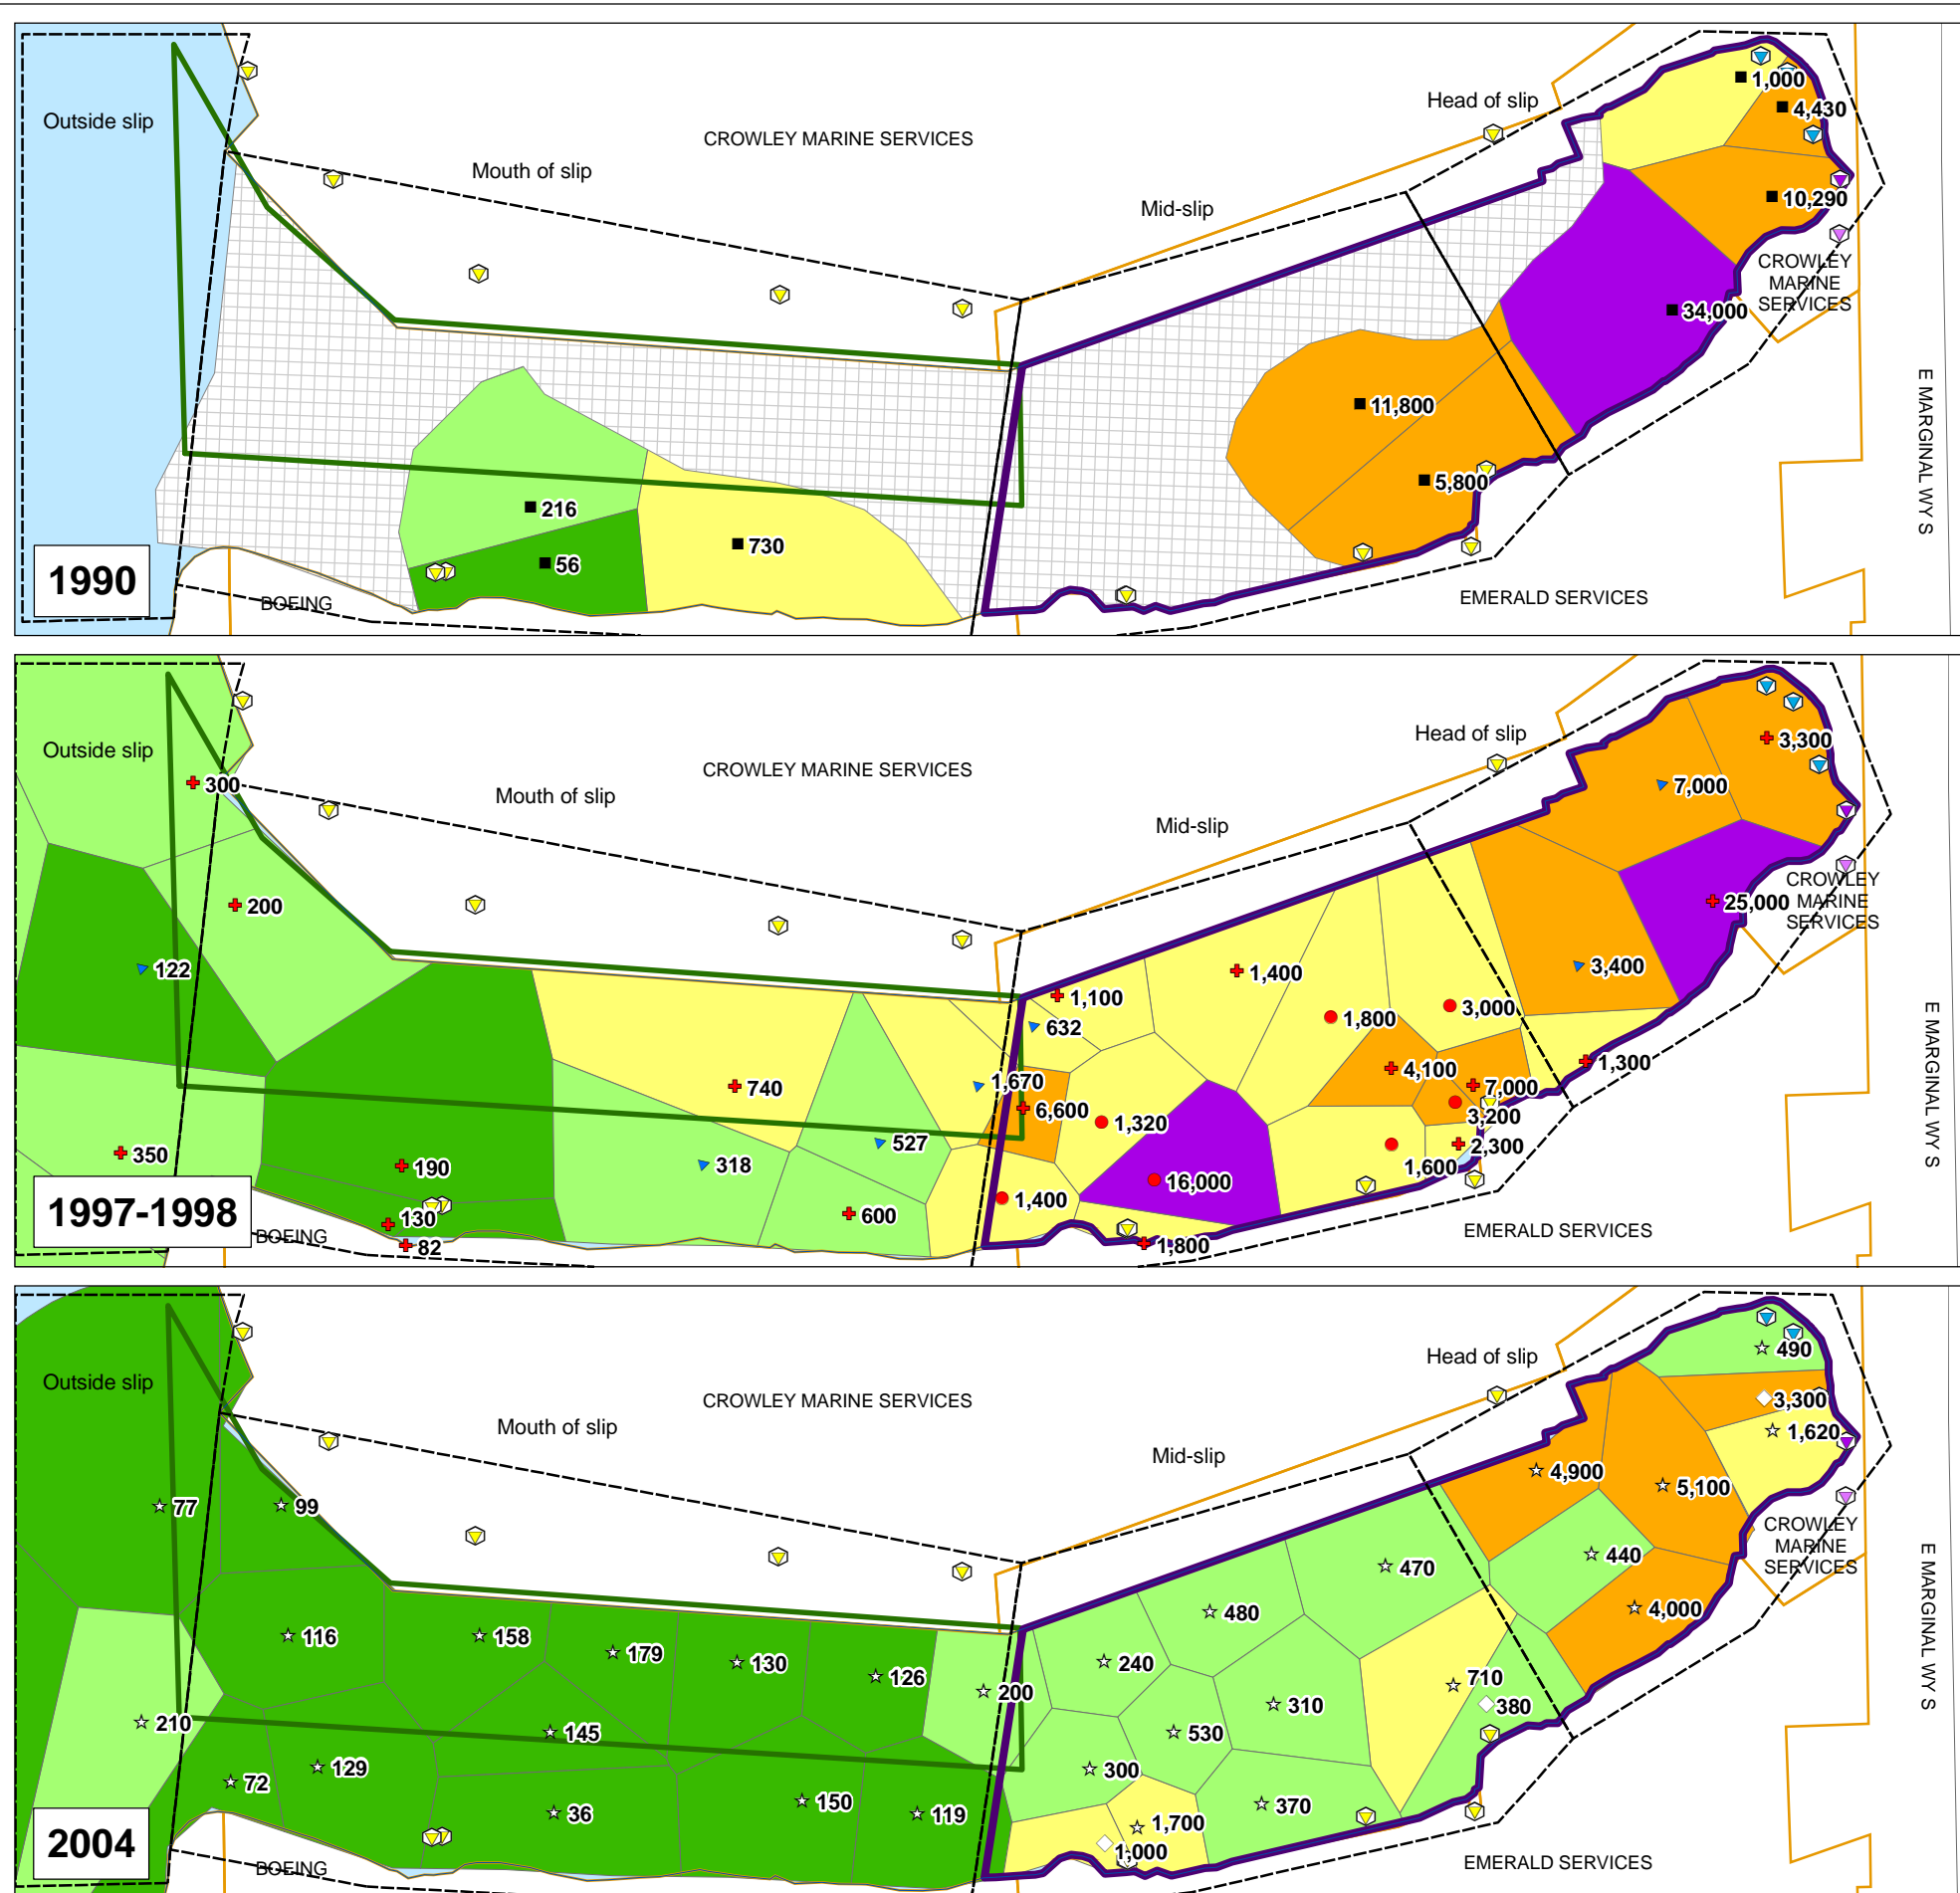 Outside slip
Mouth of slip
CROWLEY MARINE SERVICES
Mid-slip
Head of slip
1,000
4,430
10,290
CROWLEY
MARINE
SERVICES
34,000
11,800
5,800
216
730
56
E MARGINAL WY S
1990
BOEING
EMERALD SERVICES
Outside slip
Mouth of slip
CROWLEY MARINE SERVICES
Mid-slip
Head of slip
3,300
7,000
300
25,000
CROWLEY
MARINE
SERVICES
200
122
3,400
1,400
1,100
632
1,800
3,000
1,300
4,100
7,000
740
1,670
6,600
1,320
3,200
527
2,300
350
190
318
1,600
16,000
1,400
600
130
82
1,800
E MARGINAL WY S
1997-1998
BOEING
EMERALD SERVICES
Outside slip
Mouth of slip
CROWLEY MARINE SERVICES
Mid-slip
Head of slip
490
3,300
1,620
4,900
5,100
77
99
CROWLEY
MARINE
SERVICES
440
470
4,000
480
116
158
179
130
126
240
200
710
380
310
530
210
145
300
129
72
36
150
119
370
1,700
1,000
E MARGINAL WY S
2004
BOEING
EMERALD SERVICES